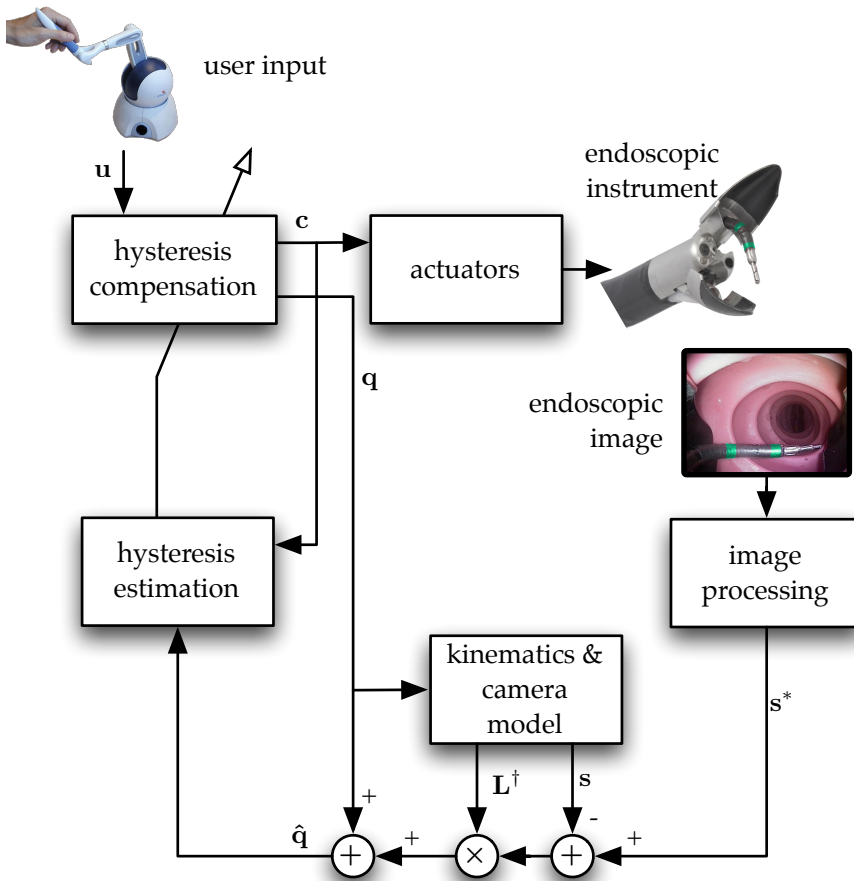 user input
u
endoscopic
instrument
c
hysteresis
compensation
actuators
q
endoscopic
image
hysteresis
estimation
image
processing
kinematics &
camera
model
s*
L†
s
+
-
q̂
+
+
+
×
+